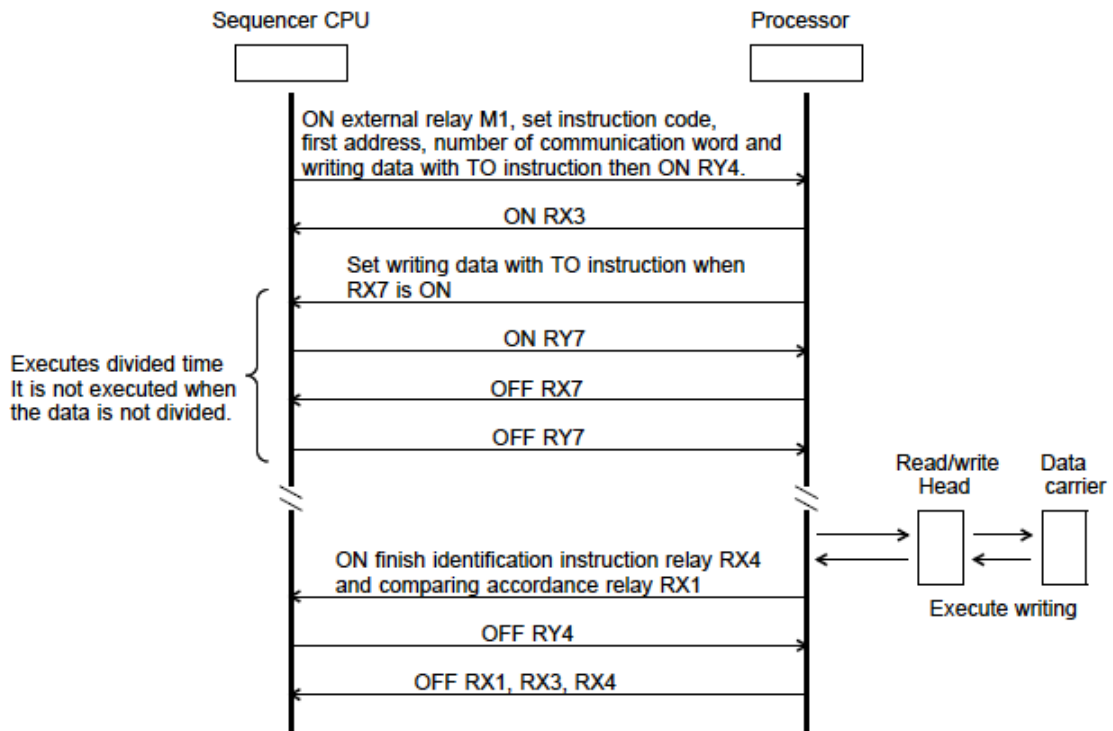 Sequencer CPU
Processor
ON external relay M1, set instruction code,
first address, number of communication word and
writing data with TO instruction then ON RY4.
ON RX3
Set writing data with TO instruction when
RX7 is ON
ON RY7
Executes divided time
It is not executed when
the data is not divided.
OFF RX7
OFF RY7
Read/write
Head
Data
carrier
ON finish identification instruction relay RX4
and comparing accordance relay RX1
Execute writing
OFF RY4
OFF RX1, RX3, RX4